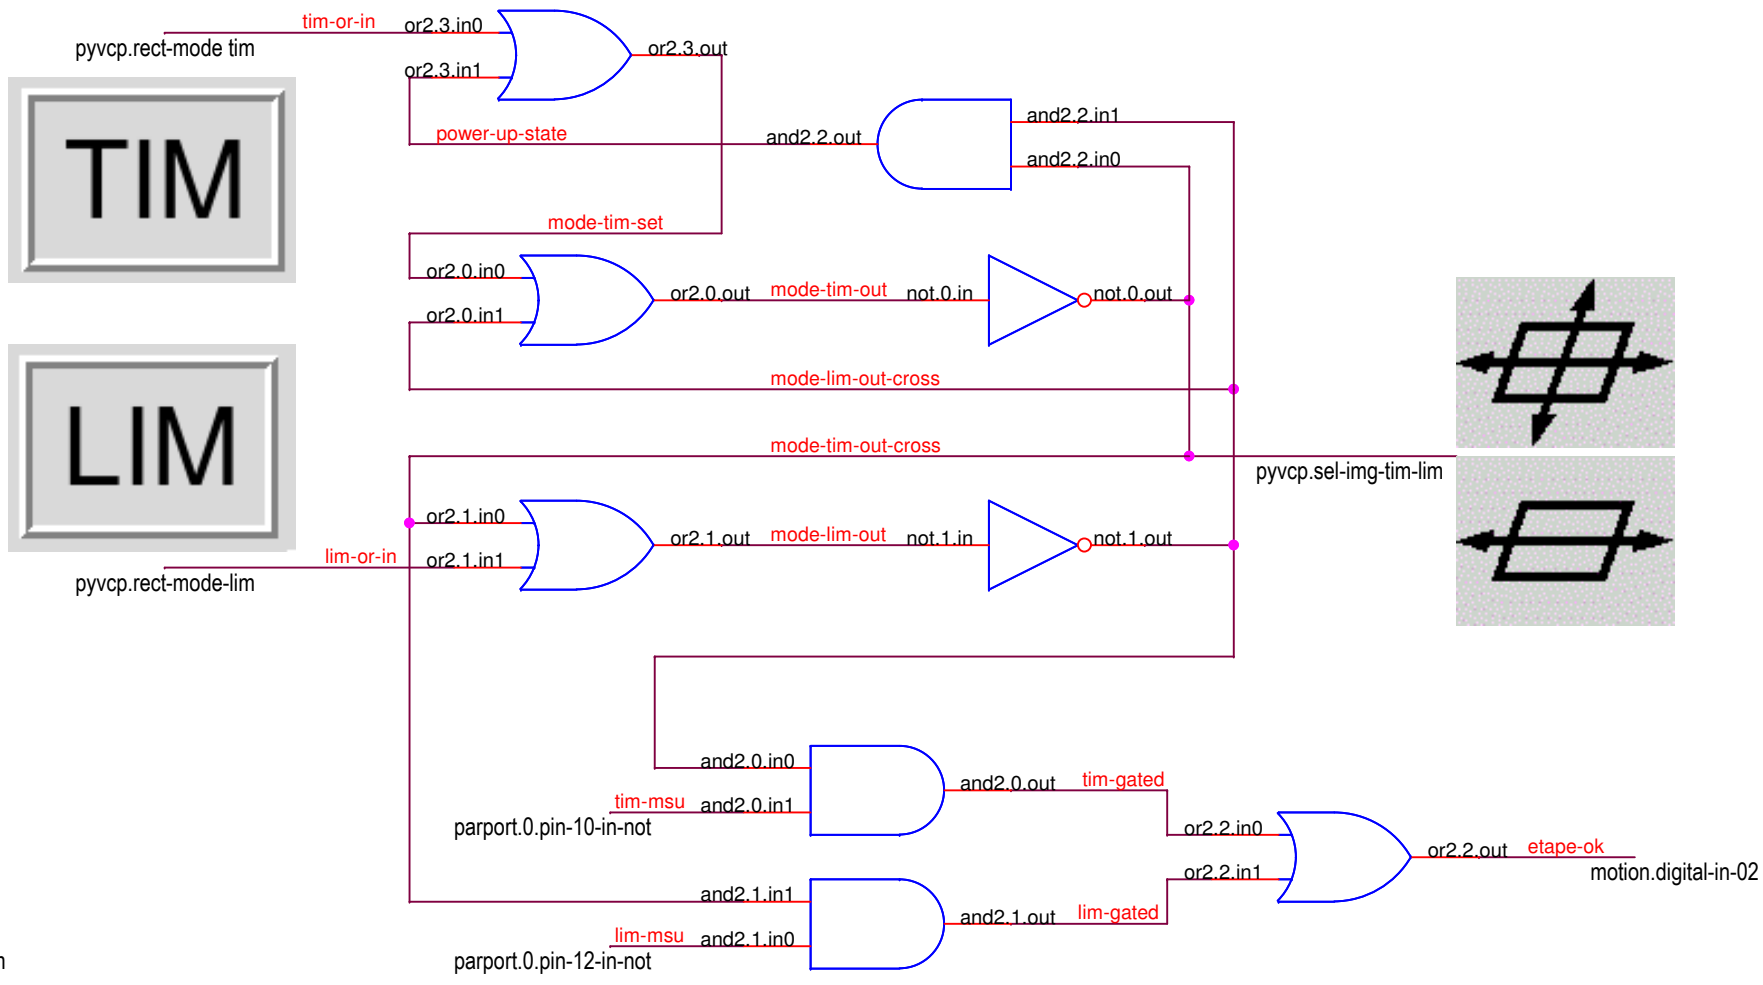 tim-or-in
or2.3.in0
pyvcp.rect-mode tim
or2.3.out
or2.3.in1
and2.2.in1
power-up-state
and2.2.out
and2.2.in0
TIM
mode-tim-set
or2.0.in0
or2.0.out
mode-tim-out
not.0.in
not.0.out
or2.0.in1
mode-lim-out-cross
mode-tim-out-cross
pyvcp.sel-img-tim-lim
LIM
or2.1.in0
or2.1.out
mode-lim-out
not.1.in
not.1.out
lim-or-in
or2.1.in1
pyvcp.rect-mode-lim
and2.0.in0
and2.0.out
tim-gated
tim-msu
and2.0.in1
parport.0.pin-10-in-not
or2.2.in0
or2.2.out
etape-ok
motion.digital-in-02
or2.2.in1
and2.1.in1
and2.1.out
lim-gated
lim-msu
and2.1.in0
parport.0.pin-12-in-not